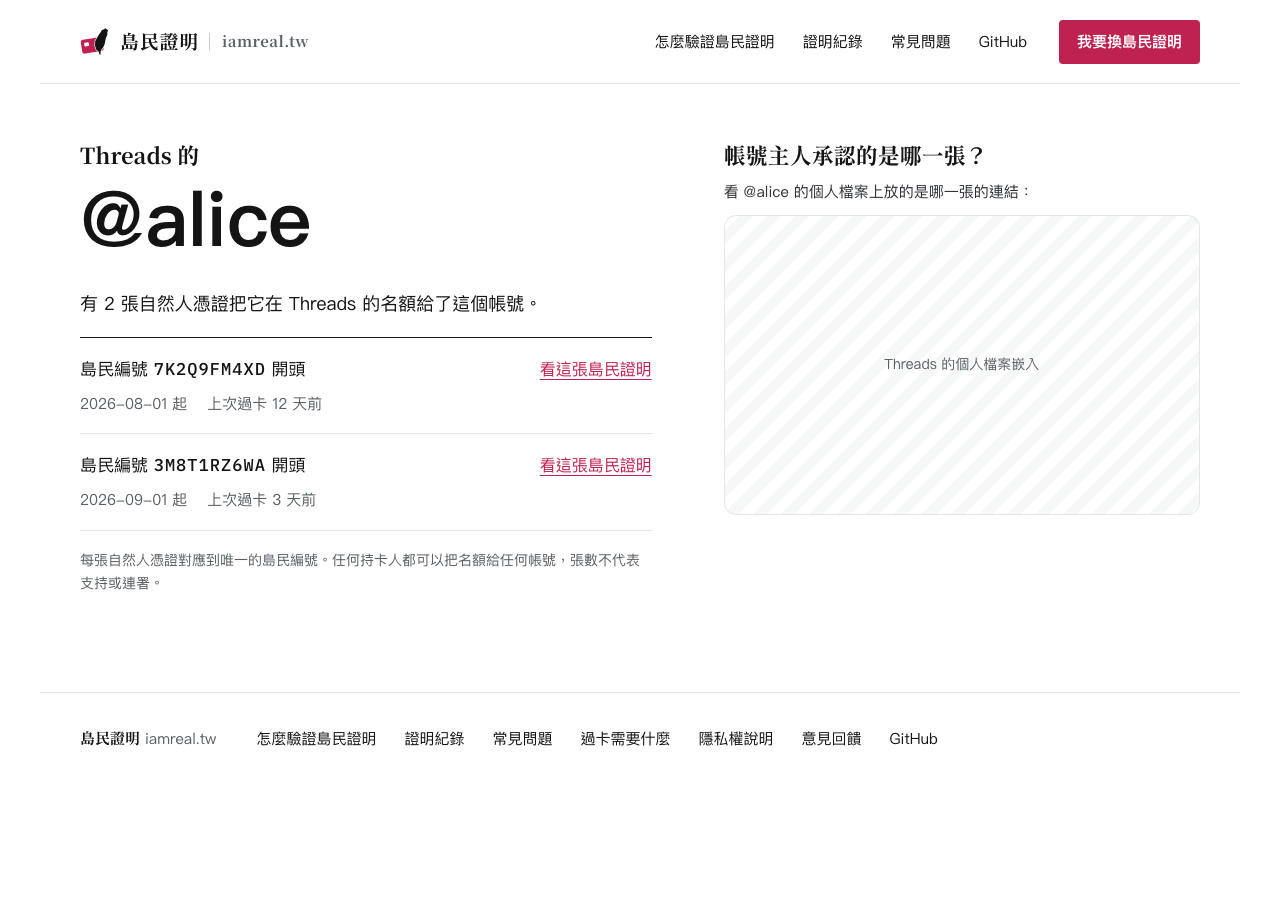 島民證明 iamreal.tw
怎麼驗證島民證明 證明紀錄 常見問題 GitHub 我要換島民證明
Threads 的
@alice
有 2 張自然人憑證把它在 Threads 的名額給了這個帳號。
島民編號 7K2Q9FM4XD 開頭 看這張島民證明
2026-08-01 起 上次過卡 12 天前
島民編號 3M8T1RZ6WA 開頭 看這張島民證明
2026-09-01 起 上次過卡 3 天前
每張自然人憑證對應到唯一的島民編號。任何持卡人都可以把名額給任何帳號，張數不代表
支持或連署。
帳號主人承認的是哪一張？
看 @alice 的個人檔案上放的是哪一張的連結：
Threads 的個人檔案嵌入
島民證明 iamreal.tw 怎麼驗證島民證明 證明紀錄 常見問題 過卡需要什麼 隱私權說明 意見回饋 GitHub